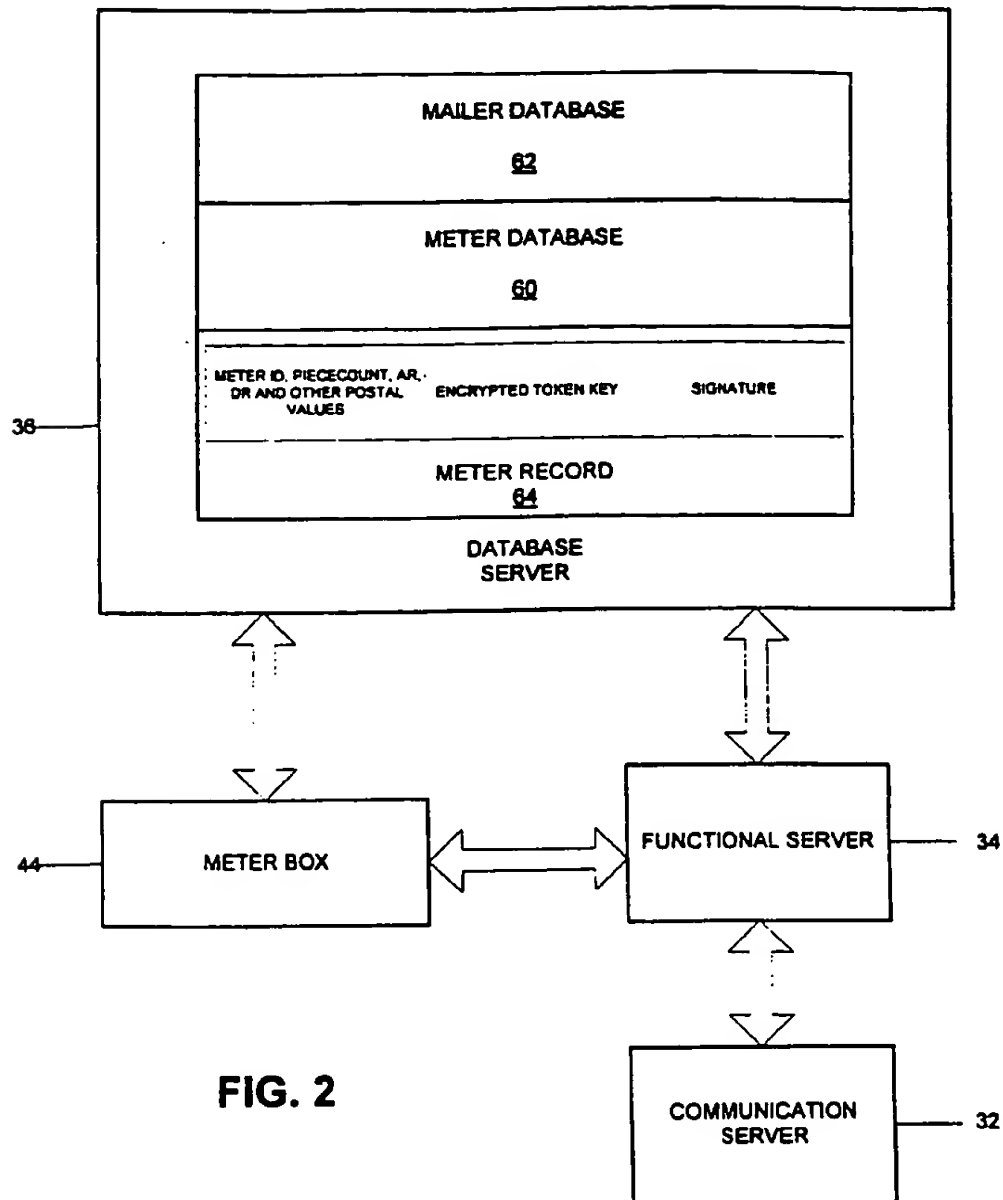 MAILER DATABASE
62
METER DATABASE
60
METER ID, PIECECOUNT, AR,
DR AND OTHER POSTAL
VALUES
ENCRYPTED TOKEN KEY
SIGNATURE
METER RECORD
64
36
DATABASE
SERVER
44
METER BOX
FUNCTIONAL SERVER
34
FIG. 2
COMMUNICATION
SERVER
32